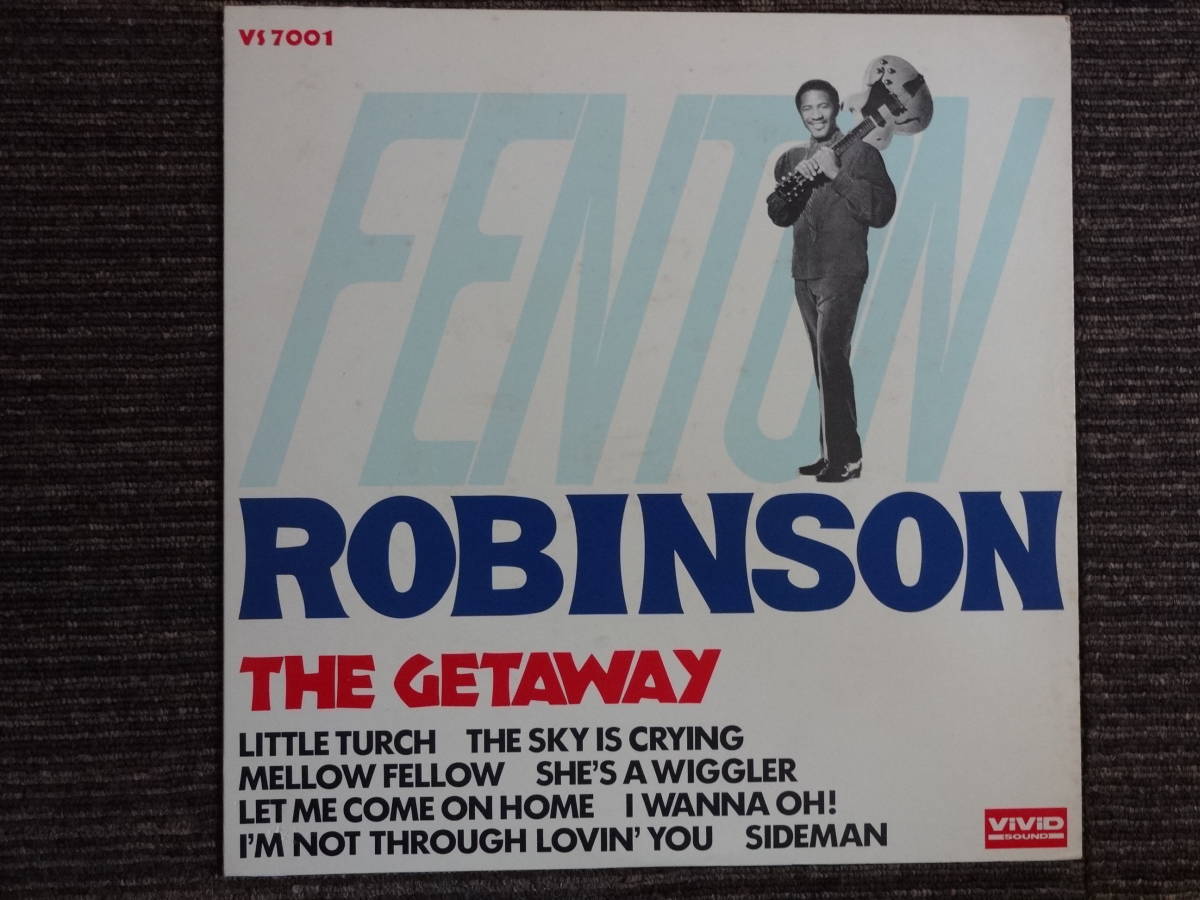 VS 7001
FENTON
ROBINSON
THE GETAWAY
LITTLE TURCH THE SKY IS CRYING
MELLOW FELLOW SHE'S A WIGGLER
LET ME COME ON HOME I WANNA OH!
I'M NOT THROUGH LOVIN' YOU SIDEMAN
ViViD
SOUND